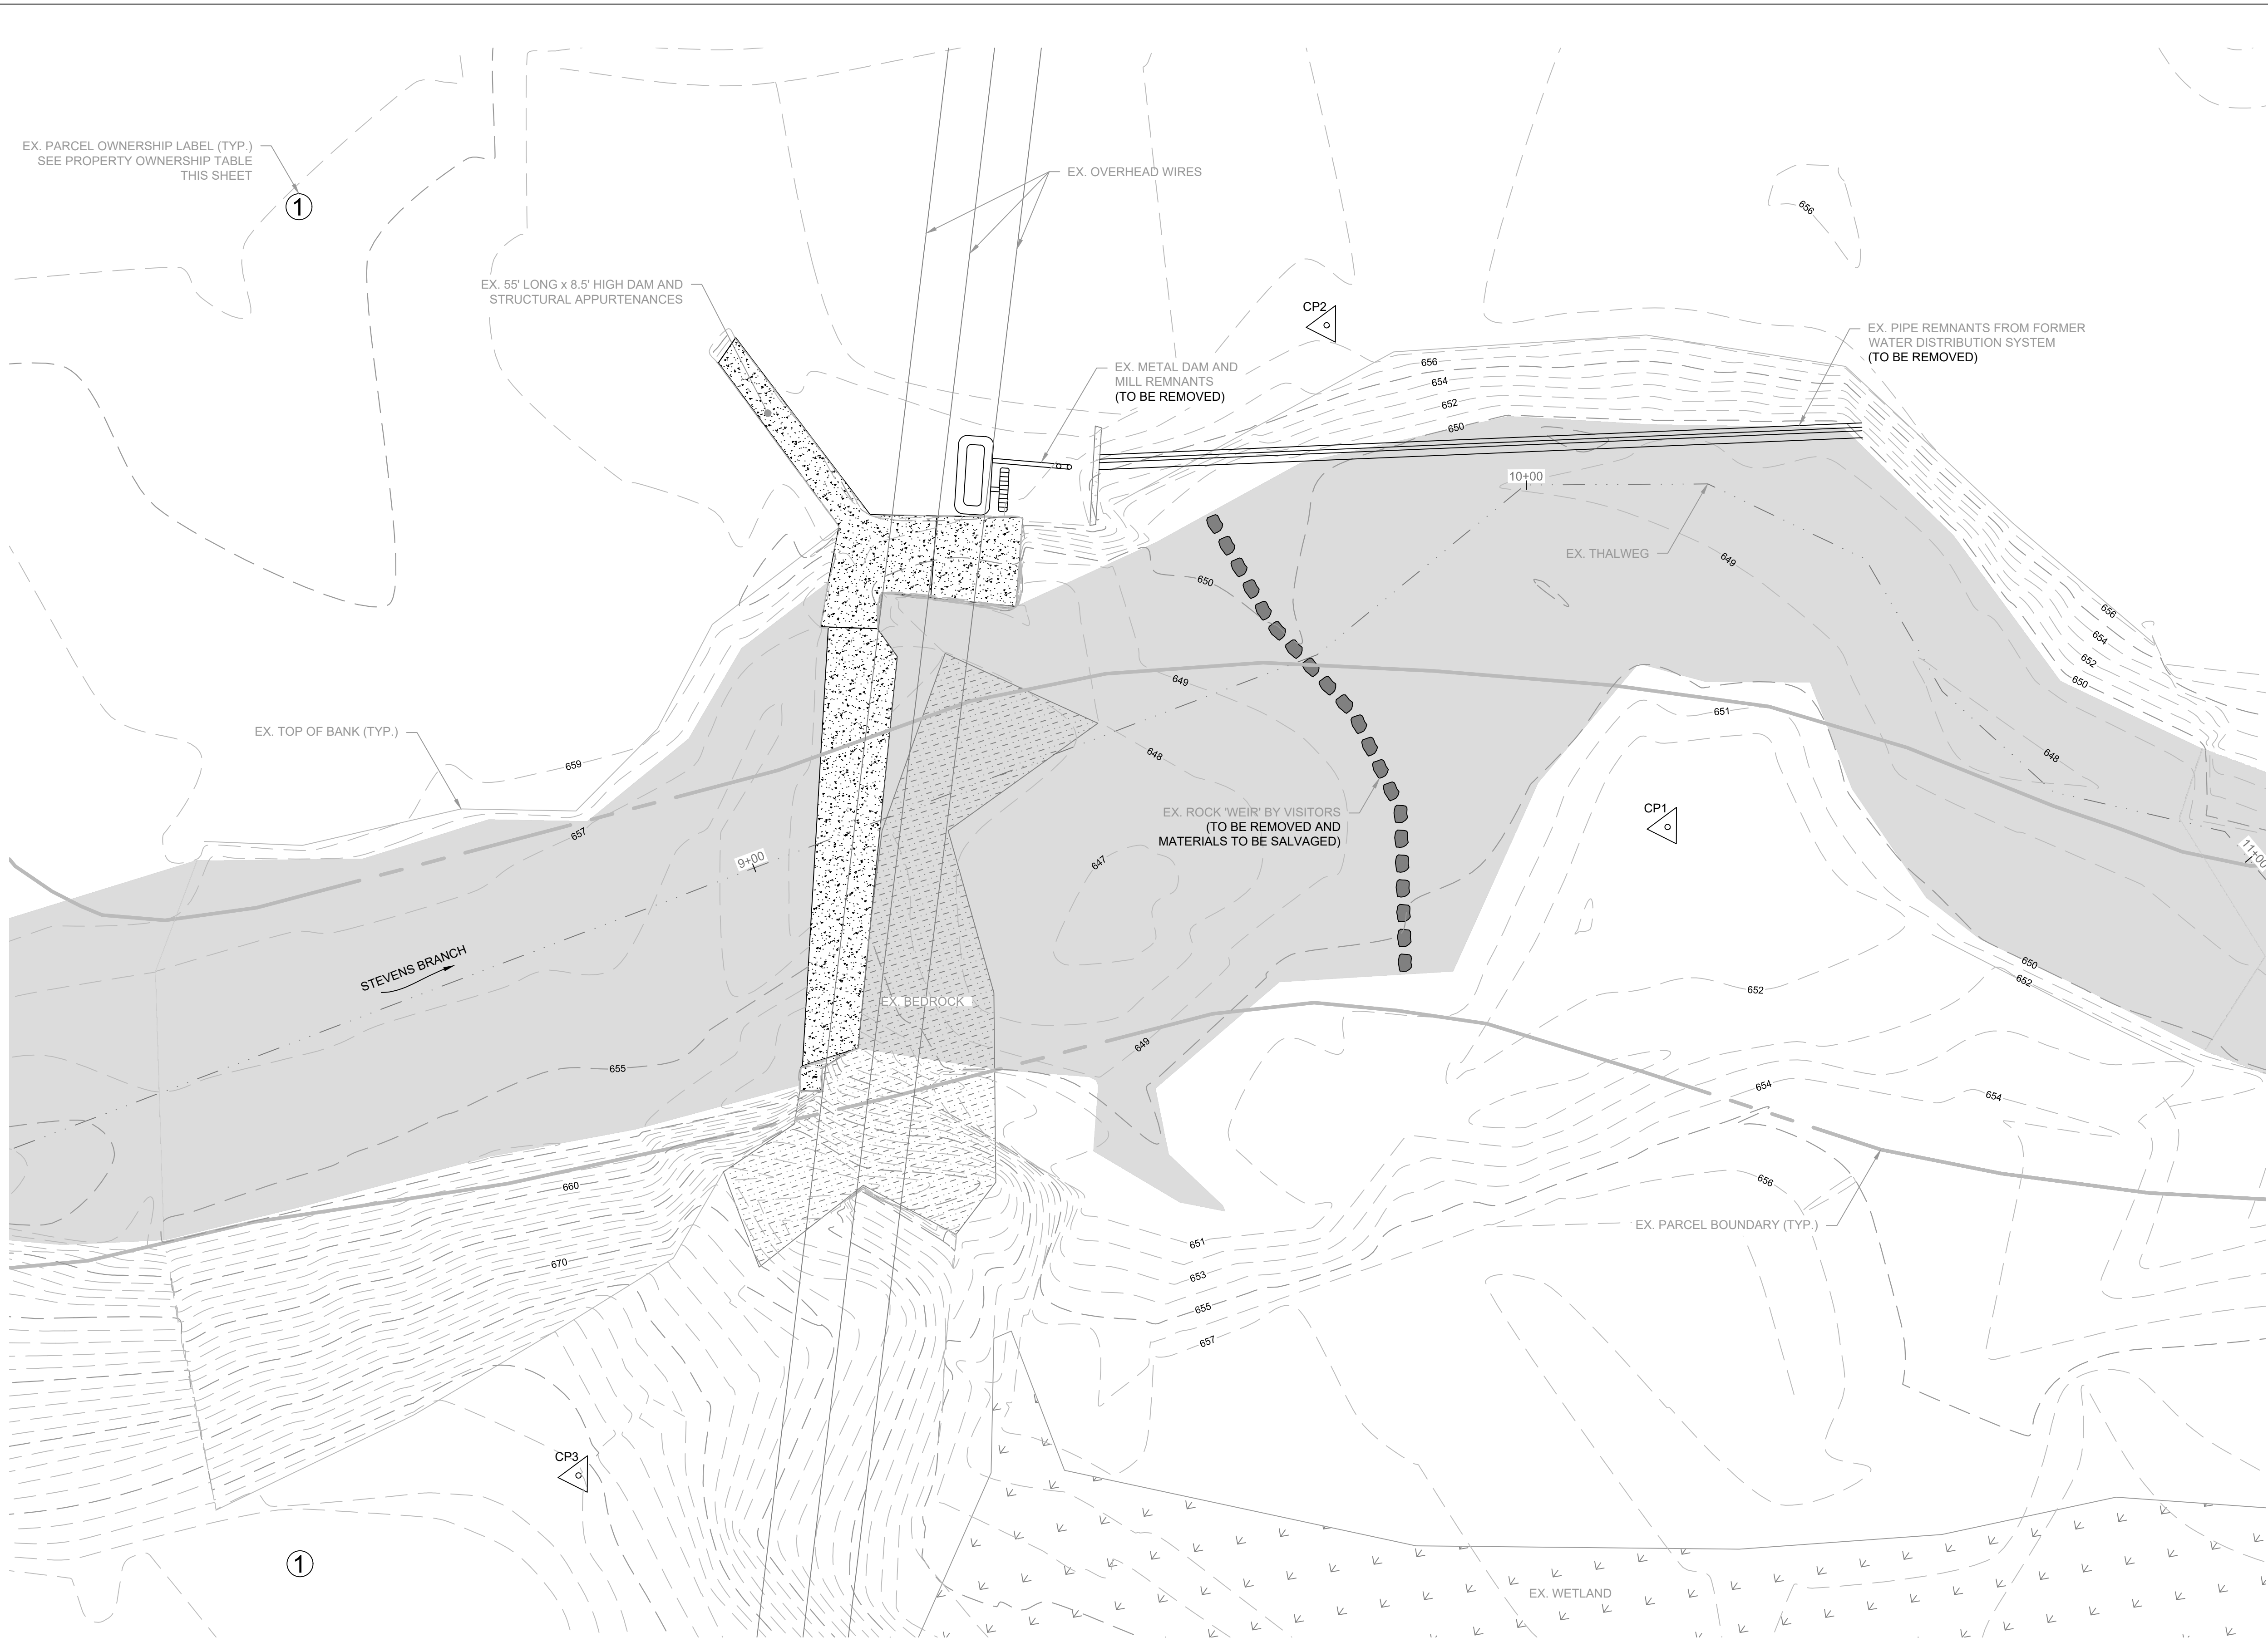 EX. PARCEL OWNERSHIP LABEL (TYP.)
SEE PROPERTY OWNERSHIP TABLE
THIS SHEET
1
EX. OVERHEAD WIRES
656
EX. 55' LONG x 8.5' HIGH DAM AND
STRUCTURAL APPURTENANCES
CP2
EX. PIPE REMNANTS FROM FORMER
WATER DISTRIBUTION SYSTEM
(TO BE REMOVED)
EX. METAL DAM AND
MILL REMNANTS
(TO BE REMOVED)
656
654
652
650
10+00
EX. THALWEG
649
650
656
654
652
650
649
651
EX. TOP OF BANK (TYP.)
659
648
648
657
9+00
EX. ROCK 'WEIR' BY VISITORS
(TO BE REMOVED AND
MATERIALS TO BE SALVAGED)
CP1
647
11+00
STEVENS BRANCH
EX. BEDROCK
650
652
652
649
655
654
654
660
656
EX. PARCEL BOUNDARY (TYP.)
651
670
653
655
657
CP3
1
EX. WETLAND